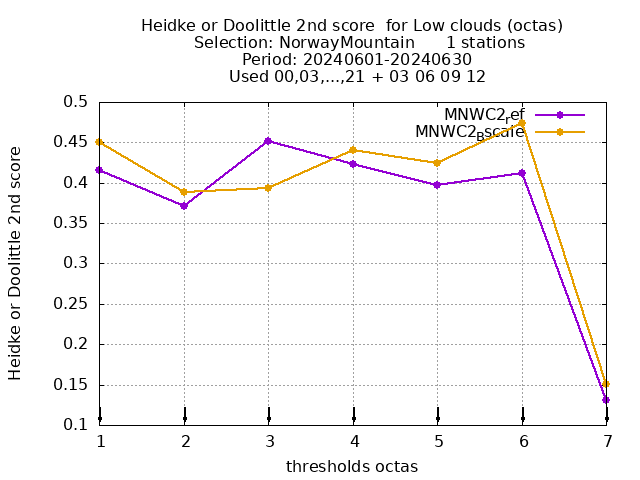 Heidke or Doolittle 2nd score  for Low clouds (octas)
Selection: NorwayMountain      1 stations
Period: 20240601-20240630
Used 00,03,...,21 + 03 06 09 12
MNWC2ref
MNWC2Bscale
0.5
0.45
0.4
0.35
0.3
0.25
0.2
0.15
0.1
Heidke or Doolittle 2nd score
1 2 3 4 5 6 7
thresholds octas